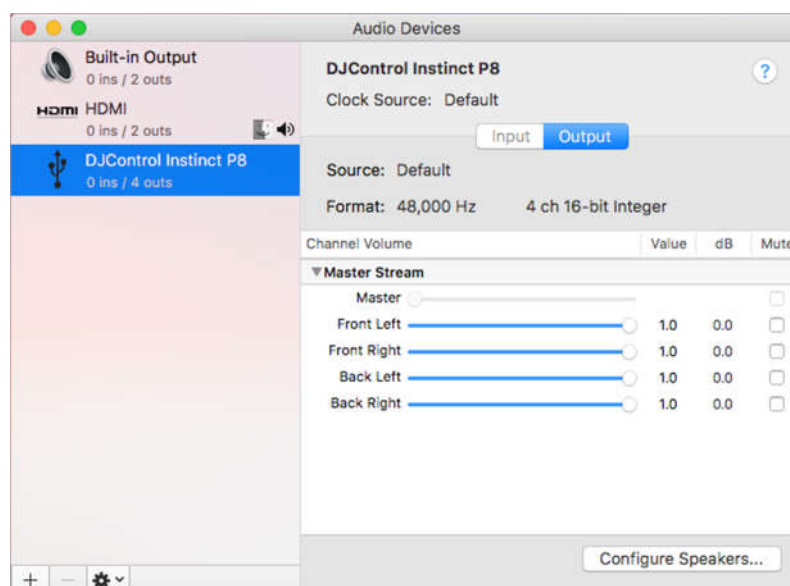 Audio Devices
Built-in Output
0 ins / 2 outs
HDMI HDMI
0 ins / 2 outs
DJControl Instinct P8
0 ins / 4 outs
DJControl Instinct P8
?
Clock Source: Default
Input Output
Source: Default
Format: 48,000 Hz 4 ch 16-bit Integer
Channel Volume Value dB Mute
Master Stream
Master
Front Left 1.0 0.0
Front Right 1.0 0.0
Back Left 1.0 0.0
Back Right 1.0 0.0
Configure Speakers...